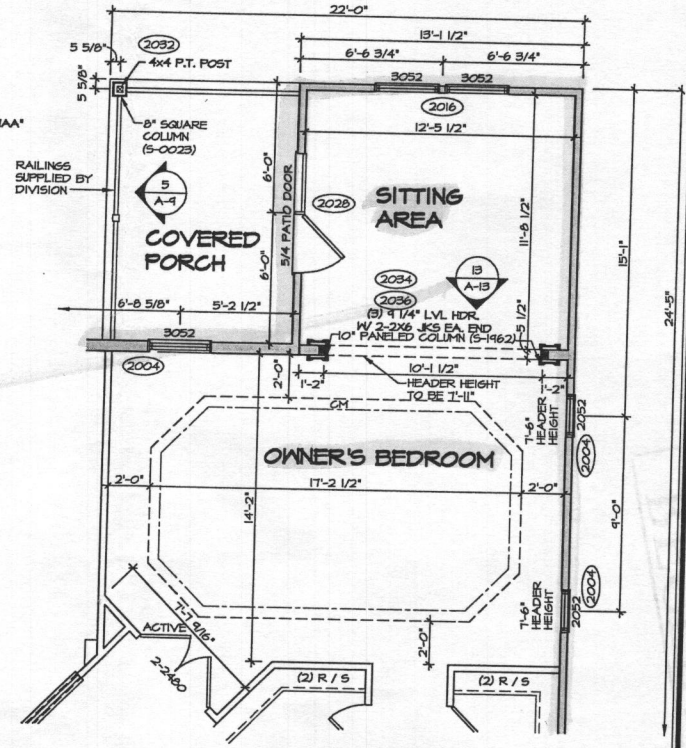 22'-0"
13'-1 1/2"
6'-6 3/4" 6'-6 3/4"
5 5/8"
2032
4x4 P.T. POST
5 5/8"
3052 3052
2016
12'-5 1/2"
8" SQUARE
COLUMN
(S-0023)
RAILINGS
SUPPLIED BY
DIVISION
5
A-9
COVERED
PORCH
6'-0"
6'-0"
5/4 PATIO DOOR
2028
SITTING
AREA
11'-8 1/2"
15'-1"
24'-5"
13
A-13
2034
2036
(3) 9 1/4" LVL HDR.
W/ 2-2X6 JKS EA. END
10" PANELED COLUMN (S-1962)
5 1/2"
6'-8 5/8" 5'-2 1/2"
3052
2004
2'-0"
1'-2" 10'-1 1/2" 1'-2"
HEADER HEIGHT
TO BE 7'-11"
CM
7'-6"
HEADER
HEIGHT
2052
2004
OWNER'S BEDROOM
2'-0" 17'-2 1/2" 2'-0"
14'-2"
9'-0"
7'-6"
HEADER
HEIGHT
2052
2004
7'-7 9/16"
ACTIVE
2-2480
2'-0"
(2) R / S (2) R / S